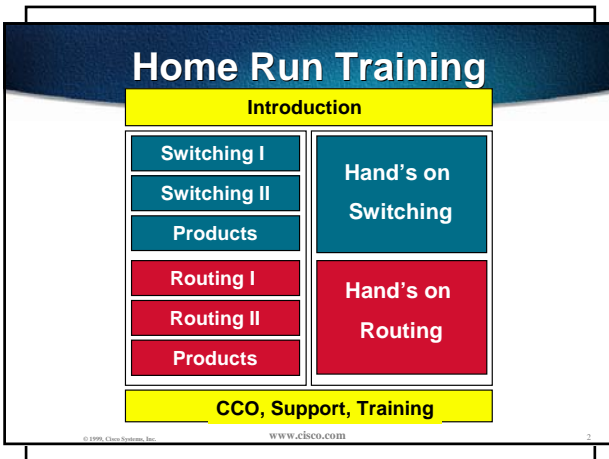 Home Run Training
Introduction
Switching I
Switching II
Products
Hand's on
Switching
Routing I
Routing II
Products
Hand's on
Routing
CCO, Support, Training
© 1999, Cisco Systems, Inc.
www.cisco.com
2